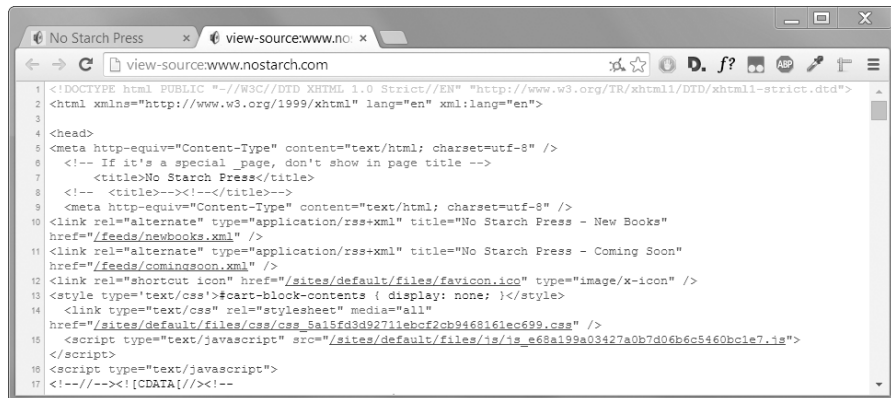 No Starch Press × view-source:www.no ×
view-source:www.nostarch.com D. f? ABP
1 <!DOCTYPE html PUBLIC "-//W3C//DTD XHTML 1.0 Strict//EN" "http://www.w3.org/TR/xhtml1/DTD/xhtml1-strict.dtd">
2 <html xmlns="http://www.w3.org/1999/xhtml" lang="en" xml:lang="en">
3
4 <head>
5 <meta http-equiv="Content-Type" content="text/html; charset=utf-8" />
6 <!-- If it's a special _page, don't show in page title -->
7 <title>No Starch Press</title>
8 <!-- <title>--><!--</title>-->
9 <meta http-equiv="Content-Type" content="text/html; charset=utf-8" />
10 <link rel="alternate" type="application/rss+xml" title="No Starch Press - New Books"
href="/feeds/newbooks.xml" />
11 <link rel="alternate" type="application/rss+xml" title="No Starch Press - Coming Soon"
href="/feeds/comingsoon.xml" />
12 <link rel="shortcut icon" href="/sites/default/files/favicon.ico" type="image/x-icon" />
13 <style type='text/css'>#cart-block-contents { display: none; }</style>
14 <link type="text/css" rel="stylesheet" media="all"
href="/sites/default/files/css/css_5a15fd3d92711ebcf2cb9468161ec699.css" />
15 <script type="text/javascript" src="/sites/default/files/js/js_e68a199a03427a0b7d06b6c5460bc1e7.js">
</script>
16 <script type="text/javascript">
17 <!--//--><![CDATA[//><!--